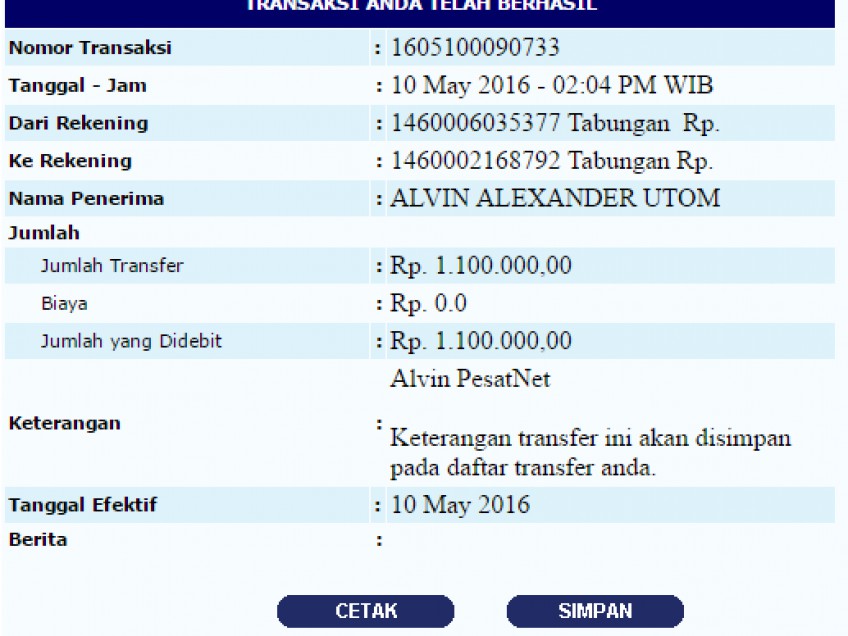 TRANSAKSI ANDA TELAH BERHASIL
Nomor Transaksi : 1605100090733
Tanggal - Jam : 10 May 2016 - 02:04 PM WIB
Dari Rekening : 1460006035377 Tabungan Rp.
Ke Rekening : 1460002168792 Tabungan Rp.
Nama Penerima : ALVIN ALEXANDER UTOM
Jumlah
Jumlah Transfer : Rp. 1.100.000,00
Biaya : Rp. 0.0
Jumlah yang Didebit : Rp. 1.100.000,00
Alvin PesatNet
Keterangan :
Keterangan transfer ini akan disimpan
pada daftar transfer anda.
Tanggal Efektif : 10 May 2016
Berita :
CETAK SIMPAN